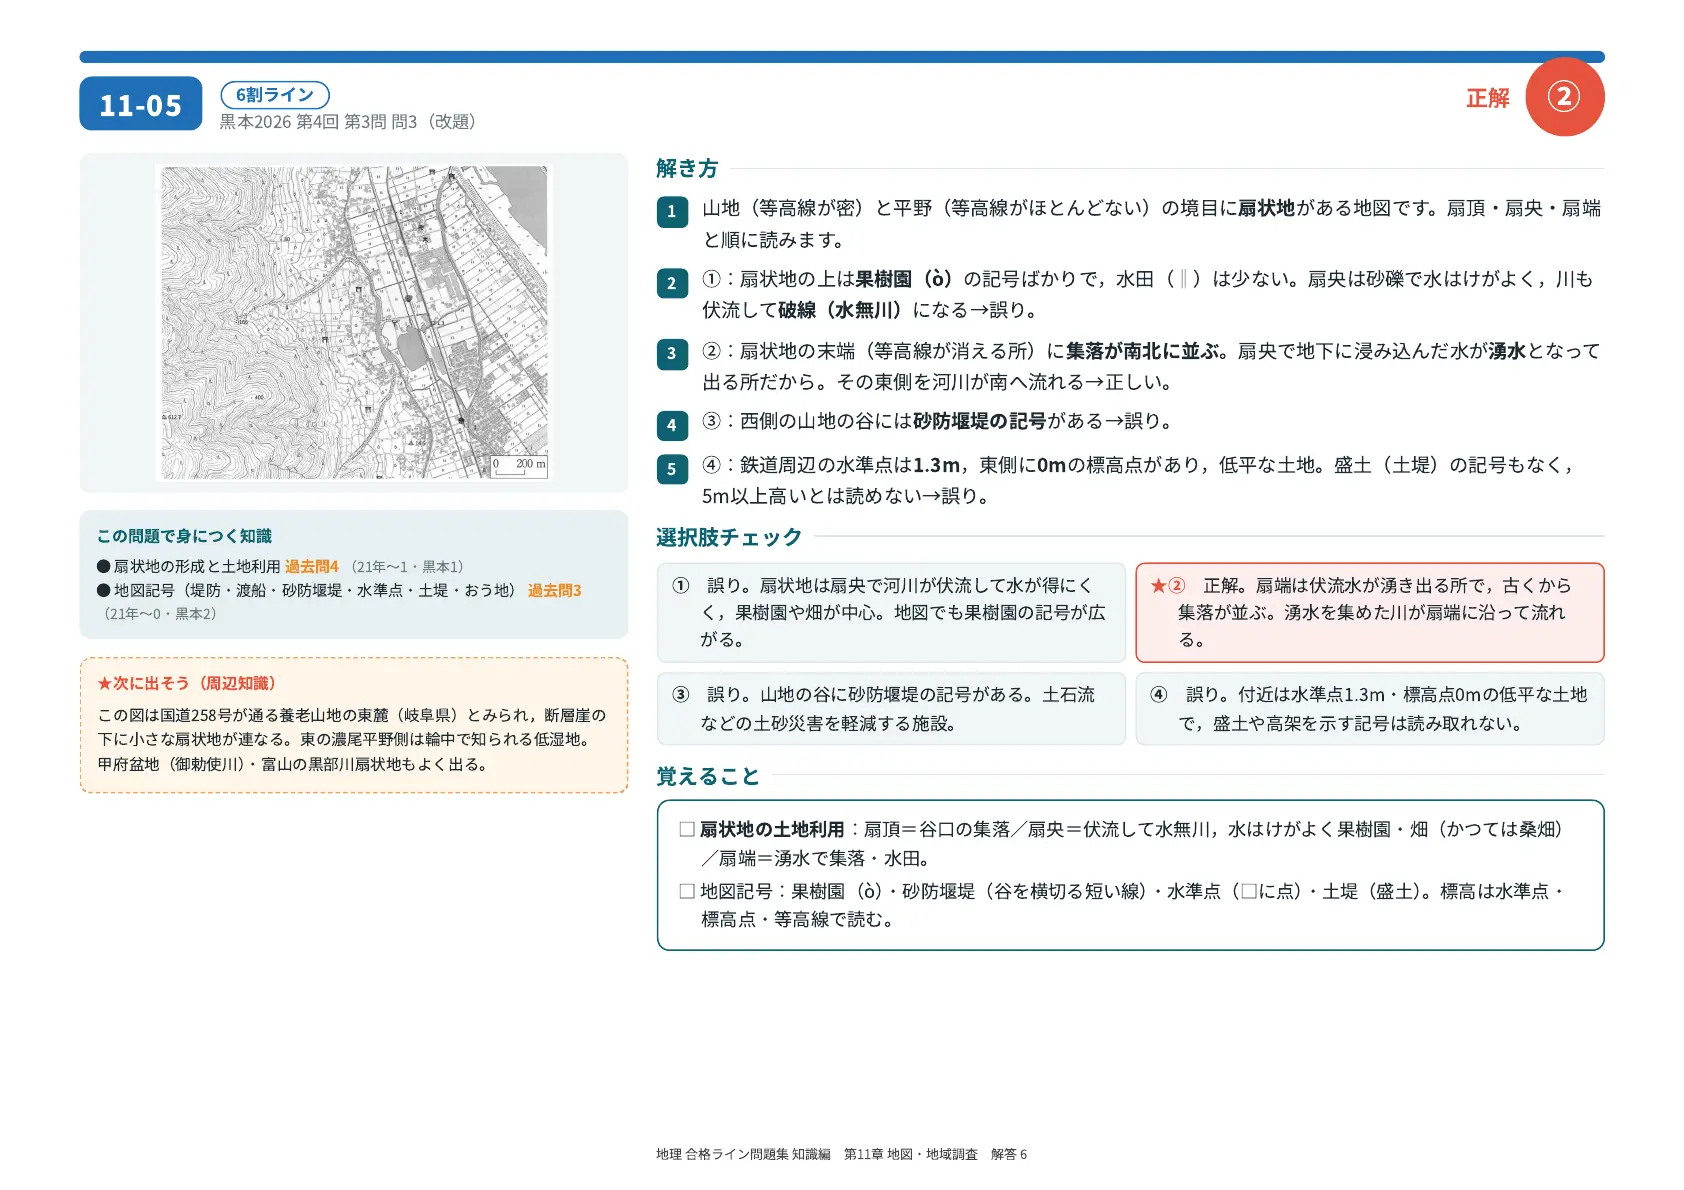 11-05
6割ライン
黒本2026 第4回 第3問 問3（改題）
正解 ②
0 200 m
この問題で身につく知識
● 扇状地の形成と土地利用 過去問4 （21年〜1・黒本1）
● 地図記号（堤防・渡船・砂防堰堤・水準点・土堤・おう地） 過去問3
（21年〜0・黒本2）
★次に出そう（周辺知識）
この図は国道258号が通る養老山地の東麓（岐阜県）とみられ，断層崖の
下に小さな扇状地が連なる。東の濃尾平野側は輪中で知られる低湿地。
甲府盆地（御勅使川）・富山の黒部川扇状地もよく出る。
解き方
1 山地（等高線が密）と平野（等高線がほとんどない）の境目に扇状地がある地図です。扇頂・扇央・扇端
と順に読みます。
2 ①：扇状地の上は果樹園（ò）の記号ばかりで，水田（‖）は少ない。扇央は砂礫で水はけがよく，川も
伏流して破線（水無川）になる→誤り。
3 ②：扇状地の末端（等高線が消える所）に集落が南北に並ぶ。扇央で地下に浸み込んだ水が湧水となって
出る所だから。その東側を河川が南へ流れる→正しい。
4 ③：西側の山地の谷には砂防堰堤の記号がある→誤り。
5 ④：鉄道周辺の水準点は1.3m，東側に0mの標高点があり，低平な土地。盛土（土堤）の記号もなく，
5m以上高いとは読めない→誤り。
選択肢チェック
① 誤り。扇状地は扇央で河川が伏流して水が得にく
く，果樹園や畑が中心。地図でも果樹園の記号が広
がる。
★② 正解。扇端は伏流水が湧き出る所で，古くから
集落が並ぶ。湧水を集めた川が扇端に沿って流れ
る。
③ 誤り。山地の谷に砂防堰堤の記号がある。土石流
などの土砂災害を軽減する施設。
④ 誤り。付近は水準点1.3m・標高点0mの低平な土地
で，盛土や高架を示す記号は読み取れない。
覚えること
□ 扇状地の土地利用：扇頂＝谷口の集落／扇央＝伏流して水無川，水はけがよく果樹園・畑（かつては桑畑）
／扇端＝湧水で集落・水田。
□ 地図記号：果樹園（ò）・砂防堰堤（谷を横切る短い線）・水準点（□に点）・土堤（盛土）。標高は水準点・
標高点・等高線で読む。
地理 合格ライン問題集 知識編 第11章 地図・地域調査 解答 6